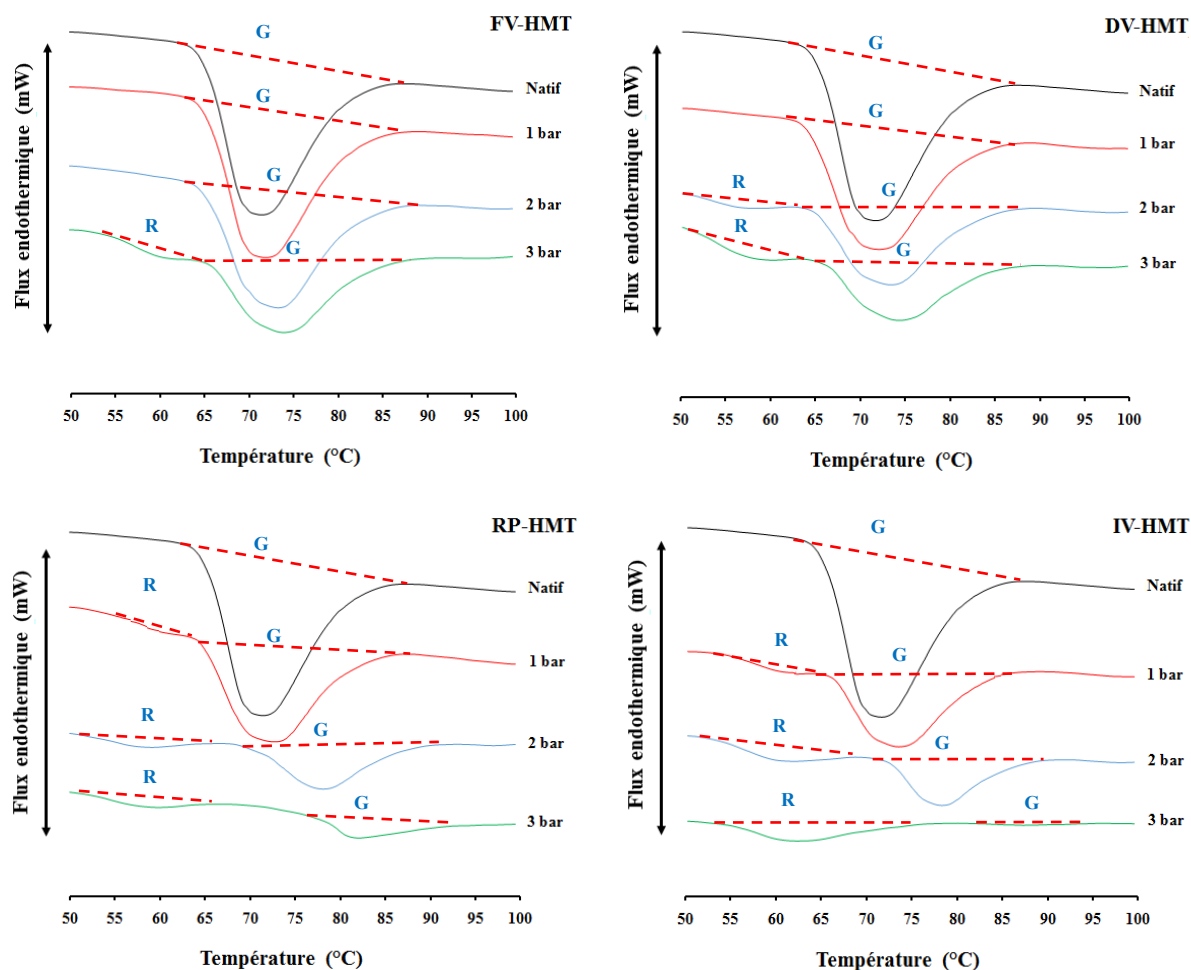 FV-HMT
G
Natif
G
1 bar
G
2 bar
R
G
3 bar
Flux endothermique (mW)
50 55 60 65 70 75 80 85 90 95 100
Température (°C)
DV-HMT
G
Natif
G
1 bar
R
G
2 bar
R
G
3 bar
Flux endothermique (mW)
50 55 60 65 70 75 80 85 90 95 100
Température (°C)
RP-HMT
G
Natif
R
G
1 bar
R
G
2 bar
R
G
3 bar
Flux endothermique (mW)
50 55 60 65 70 75 80 85 90 95 100
Température (°C)
IV-HMT
G
Natif
R
G
1 bar
R
G
2 bar
R
G
3 bar
Flux endothermique (mW)
50 55 60 65 70 75 80 85 90 95 100
Température (°C)